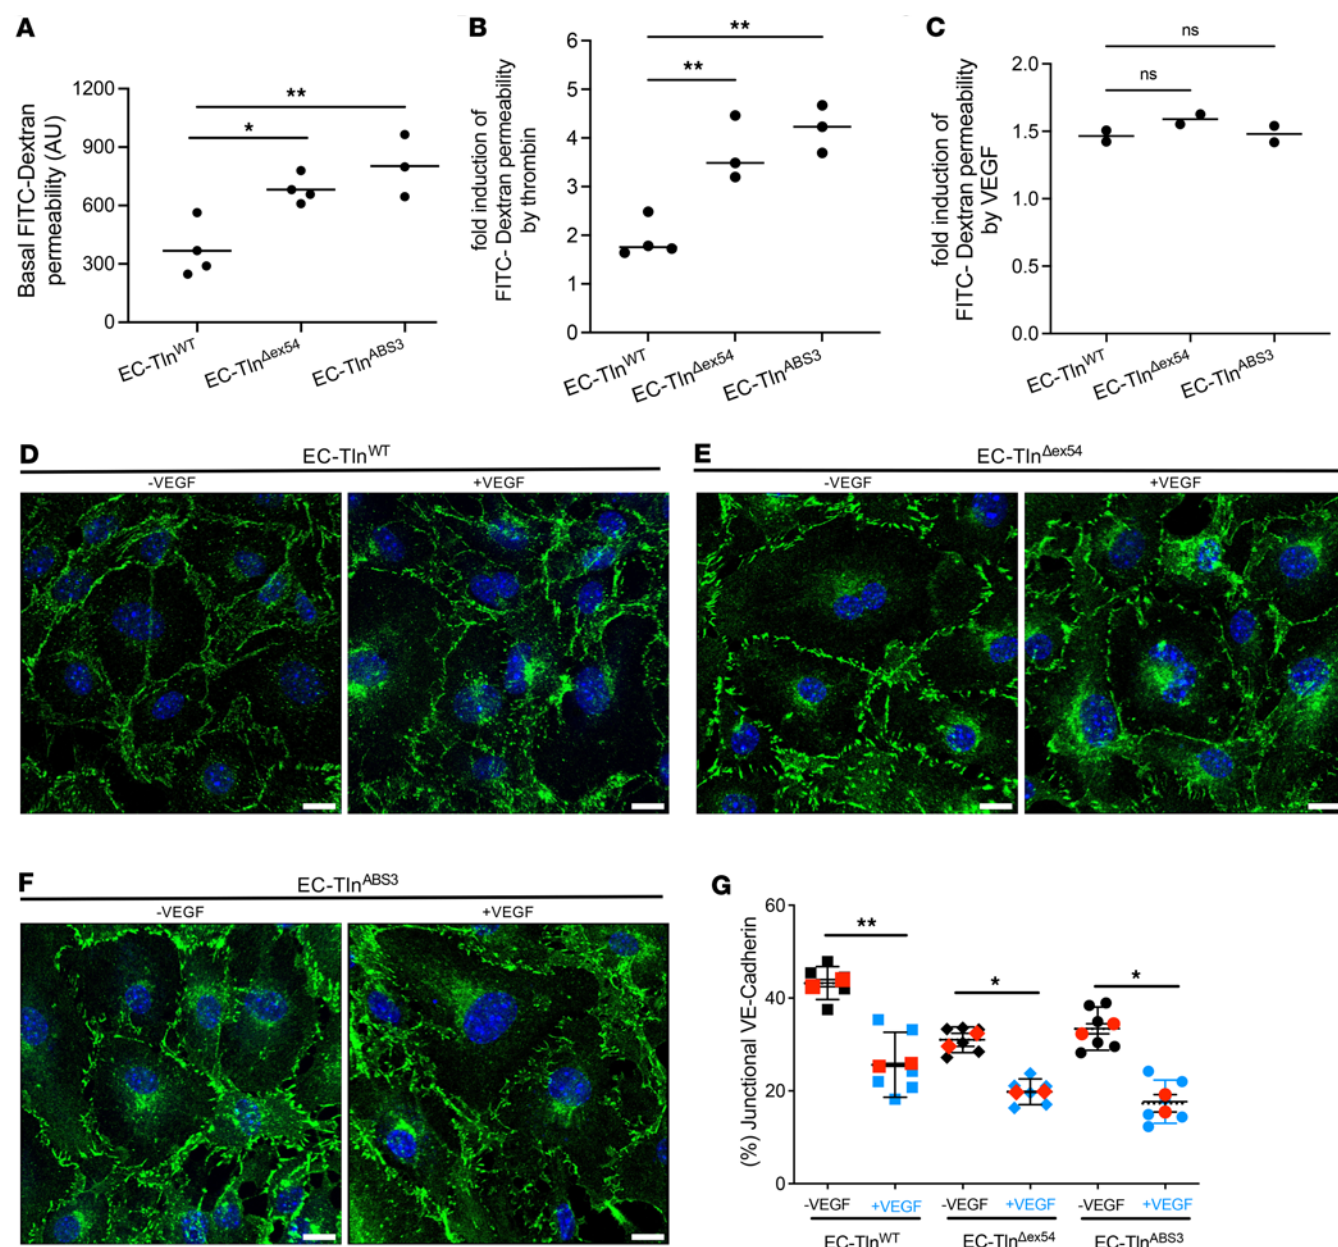 A
Basal FITC-Dextran
permeability (AU)
1200
900
600
300
0
**
*
EC-Tln^WT
EC-Tln^Δex54
EC-Tln^ABS3
B
fold induction of
FITC- Dextran permeability
by thrombin
6
5
4
3
2
1
0
**
**
EC-Tln^WT
EC-Tln^Δex54
EC-Tln^ABS3
C
fold induction of
FITC- Dextran permeability
by VEGF
2.0
1.5
1.0
0.5
0.0
ns
ns
EC-Tln^WT
EC-Tln^Δex54
EC-Tln^ABS3
D
EC-Tln^WT
-VEGF
+VEGF
E
EC-Tln^Δex54
-VEGF
+VEGF
F
EC-Tln^ABS3
-VEGF
+VEGF
G
(%) Junctional VE-Cadherin
60
40
20
0
**
*
*
-VEGF +VEGF -VEGF +VEGF -VEGF +VEGF
EC-Tln^WT EC-Tln^Δex54 EC-Tln^ABS3